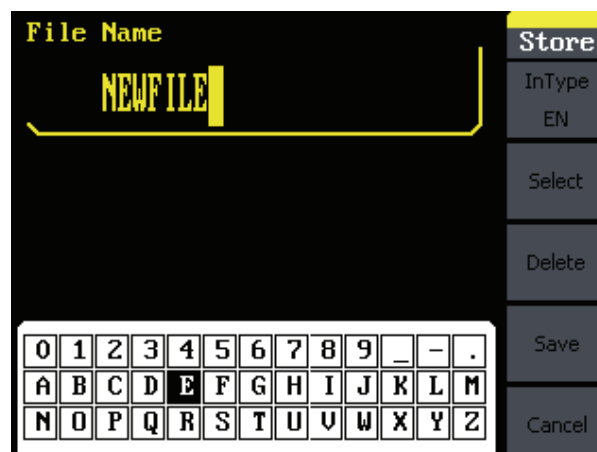 File Name
NEWFILE
Store
InType
EN
Select
Delete
Save
Cancel
0 1 2 3 4 5 6 7 8 9 _ - .
A B C D E F G H I J K L M
N O P Q R S T U V W X Y Z